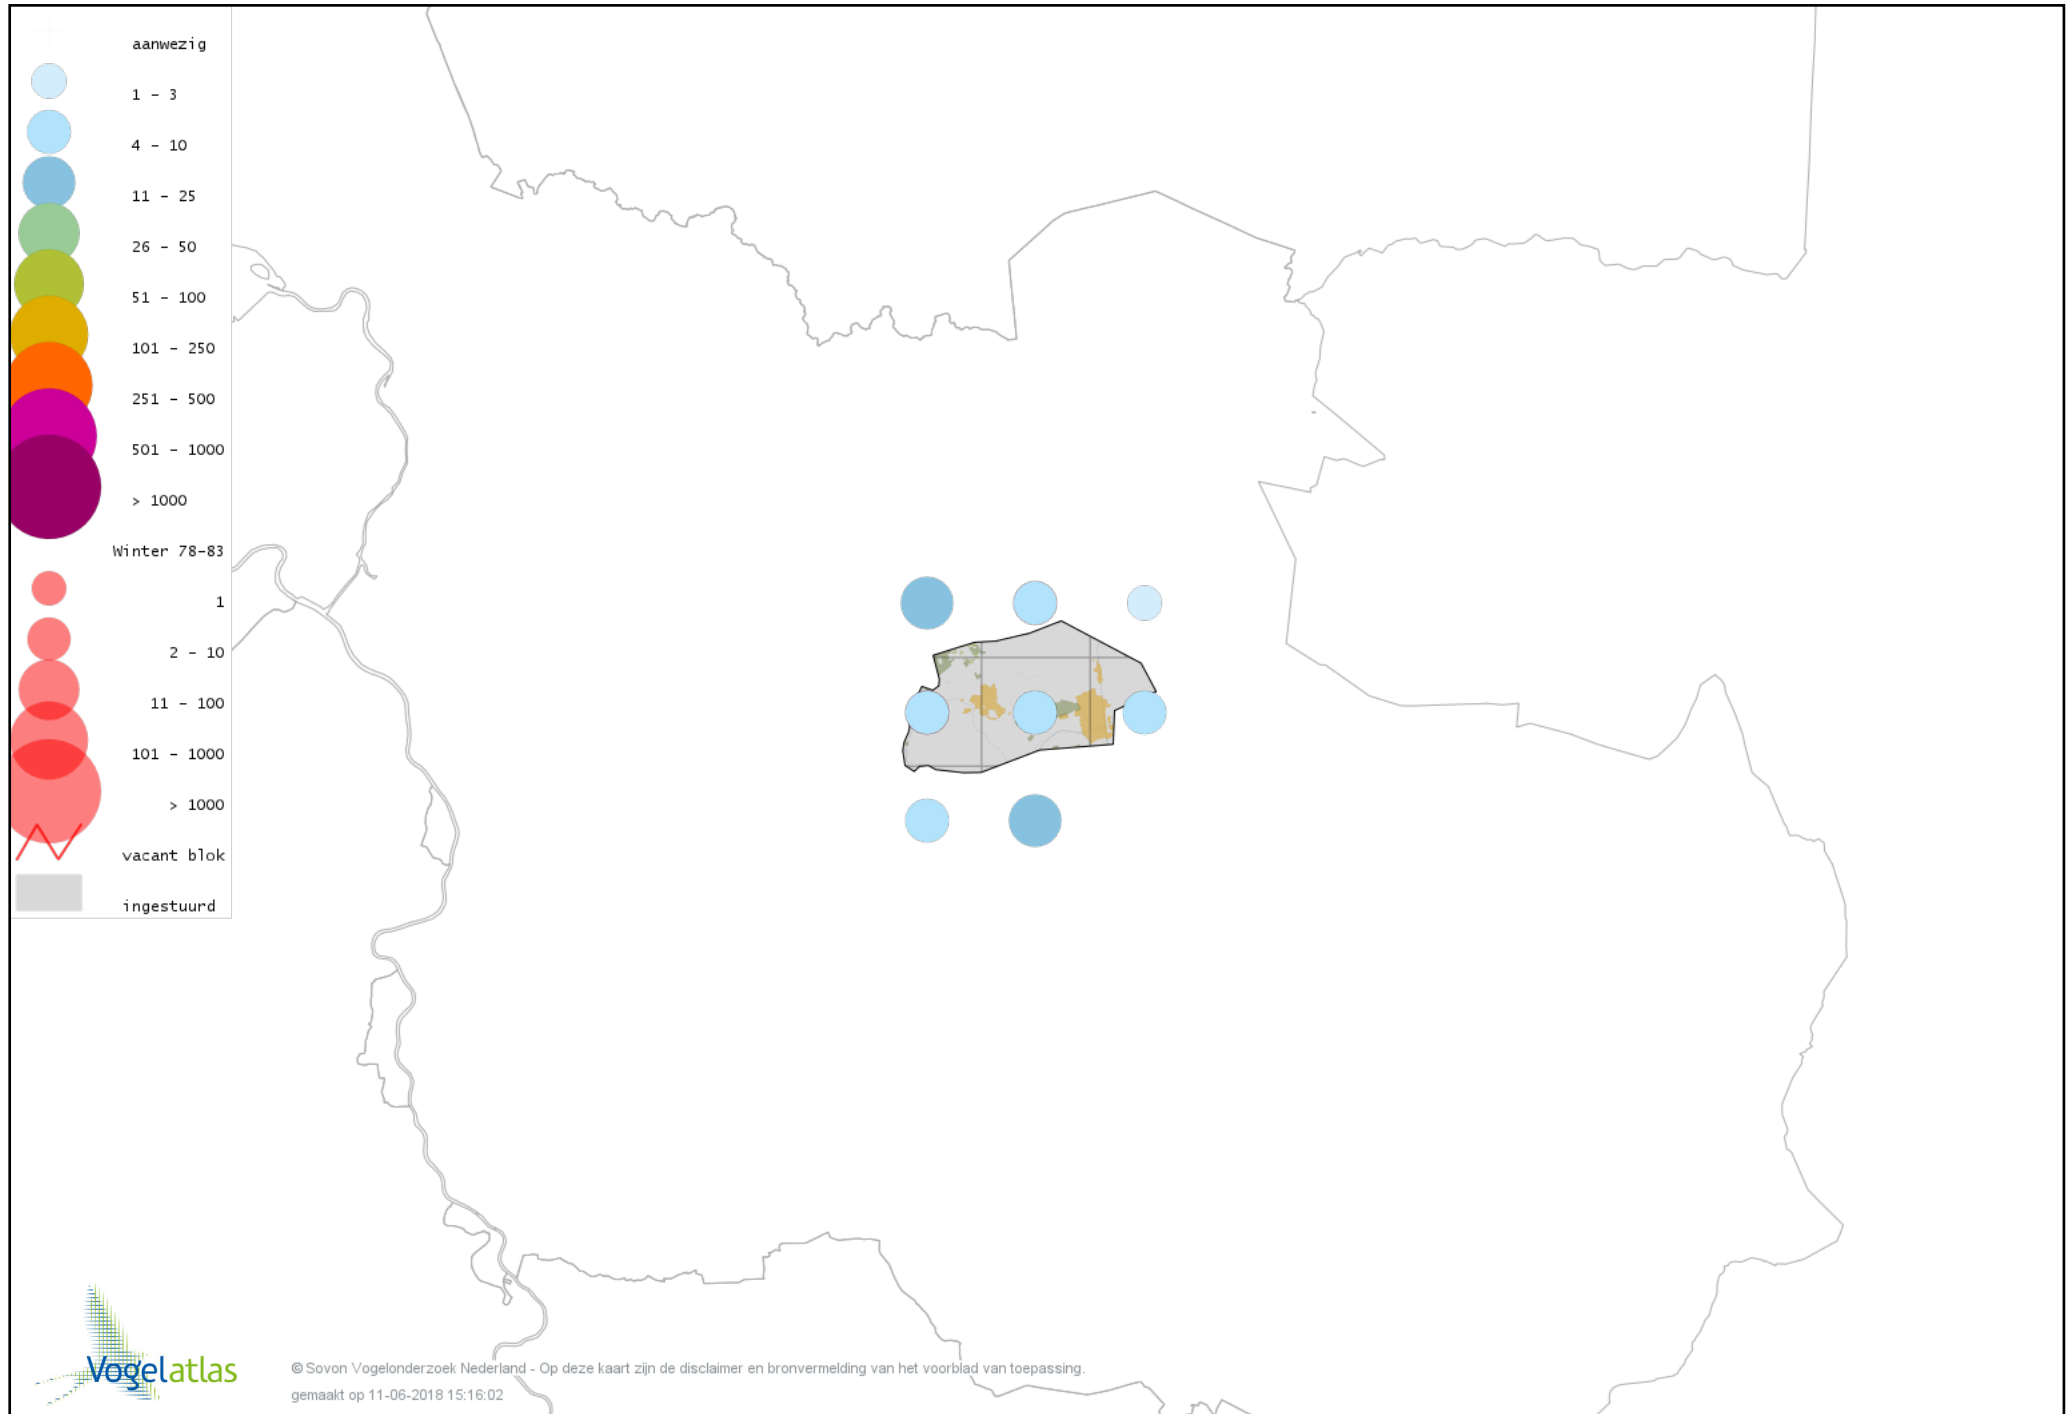 aanwezig
1 - 3
4 - 10
11 - 25
26 - 50
51 - 100
101 - 250
251 - 500
501 - 1000
> 1000
Winter 78-83
1
2 - 10
11 - 100
101 - 1000
> 1000
vacant blok
ingestuurd
Vogelatlas
© Sovon Vogelonderzoek Nederland - Op deze kaart zijn de disclaimer en bronvermelding van het voorblad van toepassing.
gemaakt op 11-06-2018 15:16:02